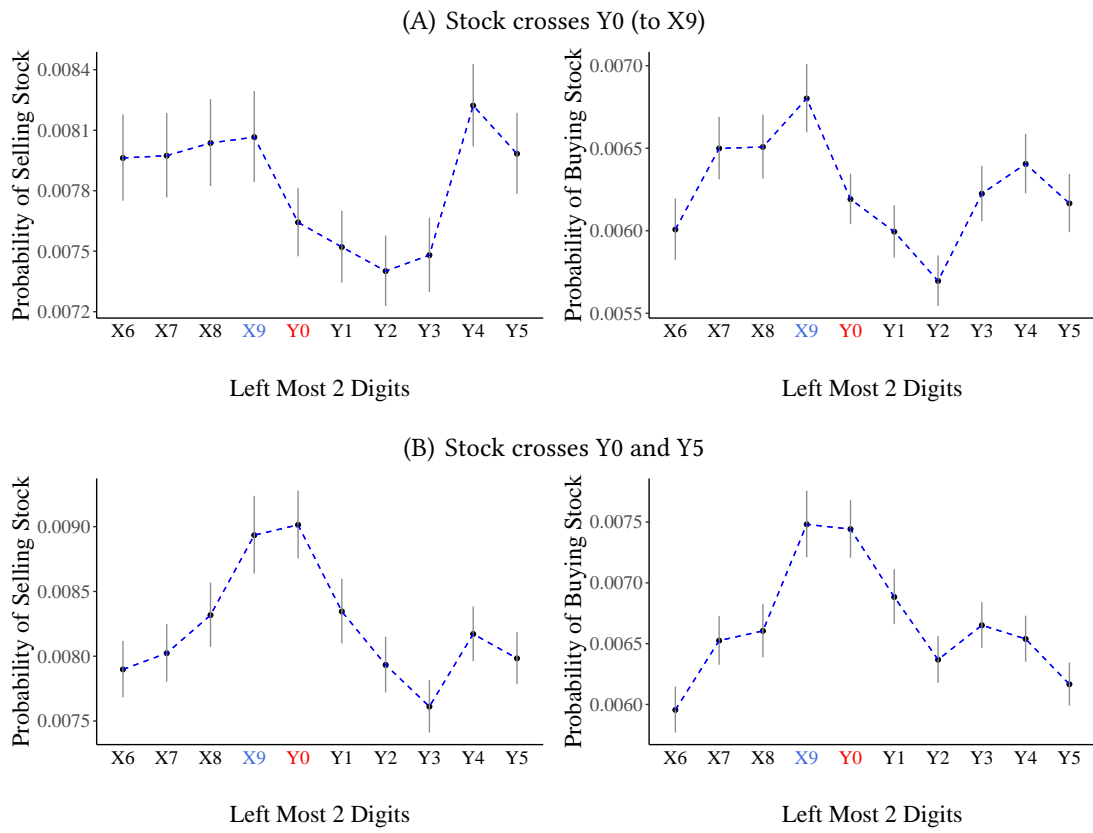 (A) Stock crosses Y0 (to X9)
Probability of Selling Stock
0.0084
0.0081
0.0078
0.0075
0.0072
X6 X7 X8 X9 Y0 Y1 Y2 Y3 Y4 Y5
Left Most 2 Digits
Probability of Buying Stock
0.0070
0.0065
0.0060
0.0055
X6 X7 X8 X9 Y0 Y1 Y2 Y3 Y4 Y5
Left Most 2 Digits
(B) Stock crosses Y0 and Y5
Probability of Selling Stock
0.0090
0.0085
0.0080
0.0075
X6 X7 X8 X9 Y0 Y1 Y2 Y3 Y4 Y5
Left Most 2 Digits
Probability of Buying Stock
0.0075
0.0070
0.0065
0.0060
X6 X7 X8 X9 Y0 Y1 Y2 Y3 Y4 Y5
Left Most 2 Digits